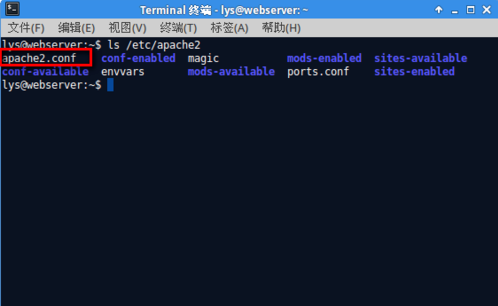 Terminal 终端 - lys@webserver: ~
文件(F) 编辑(E) 视图(V) 终端(T) 标签(A) 帮助(H)
lys@webserver:~$ ls /etc/apache2
apache2.conf conf-enabled magic mods-enabled sites-available
conf-available envvars mods-available ports.conf sites-enabled
lys@webserver:~$